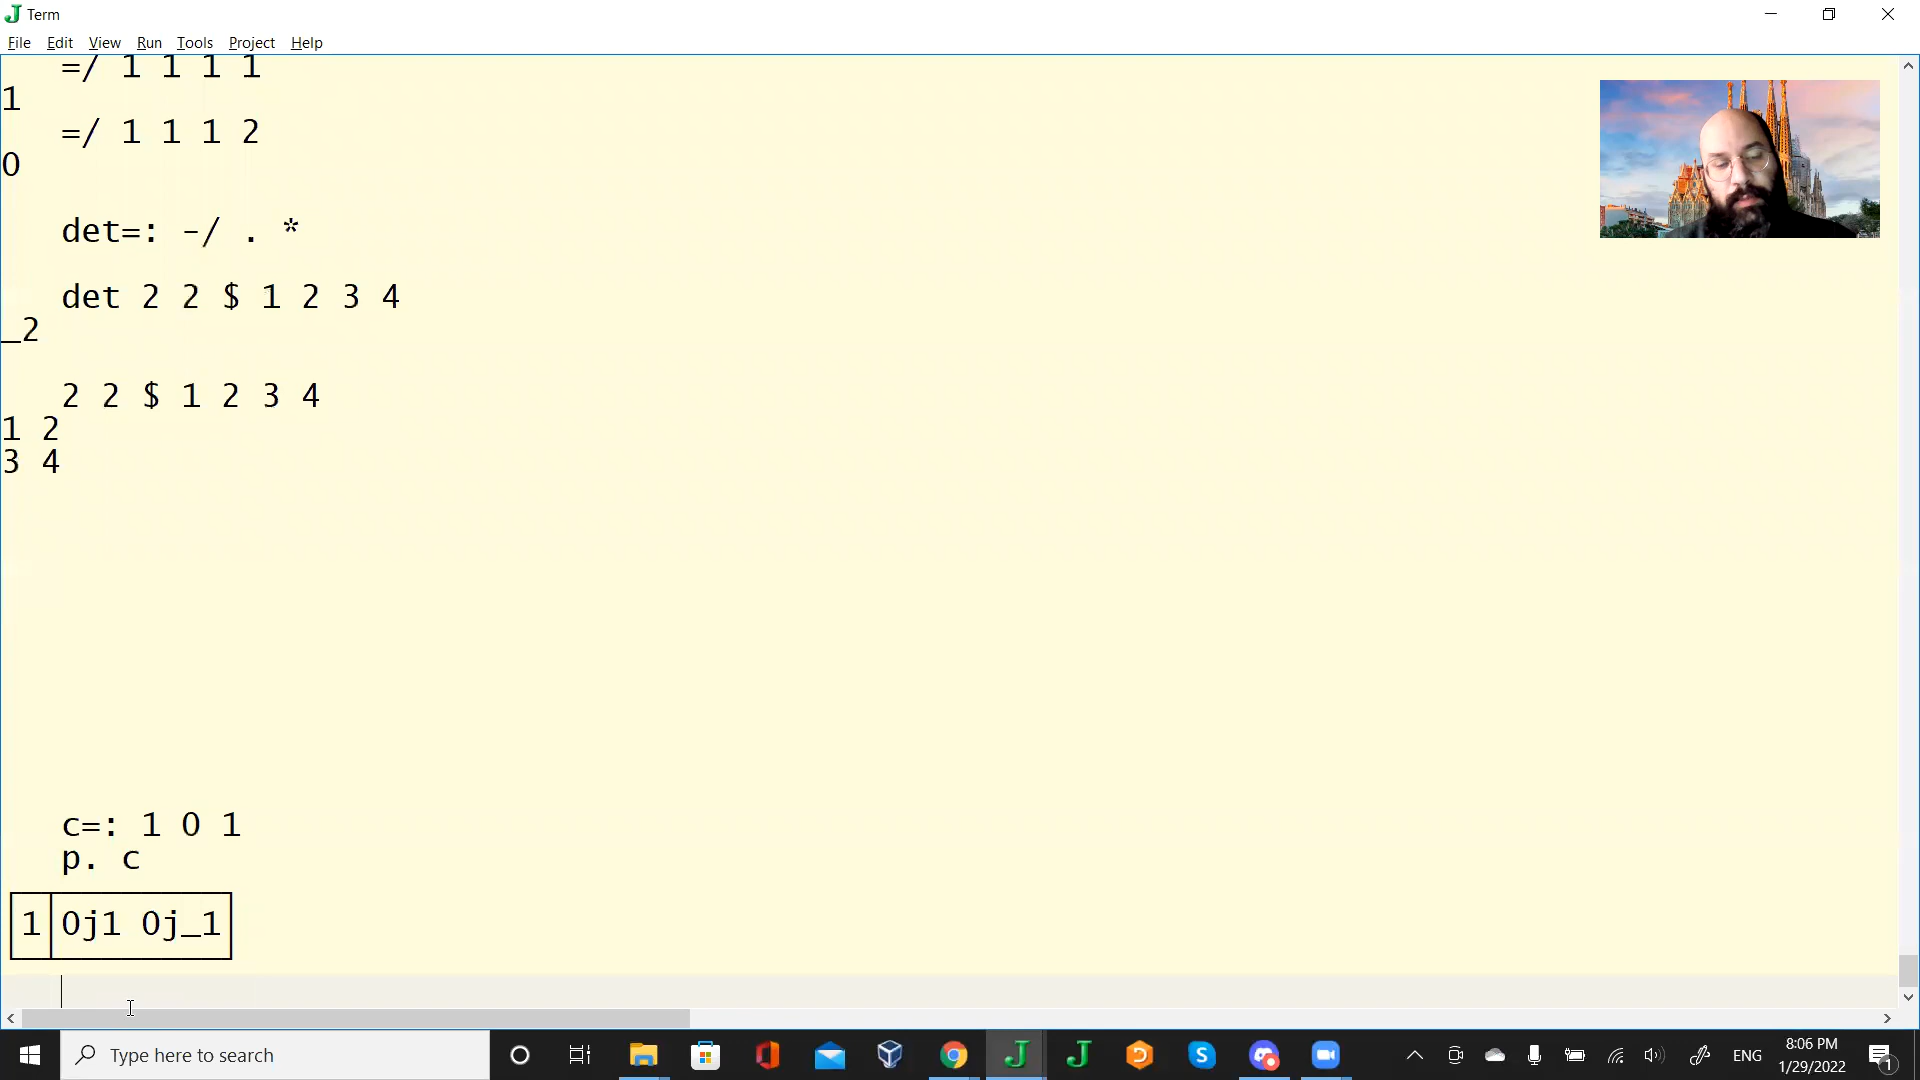 Term
File Edit View Run Tools Project Help
=/ 1 1 1 1
1
=/ 1 1 1 2
0
det=: -/ . *
det 2 2 $ 1 2 3 4
_2
2 2 $ 1 2 3 4
1 2
3 4
c=: 1 0 1
p. c
1 0j1 0j_1
Type here to search
ENG
8:06 PM
1/29/2022
1